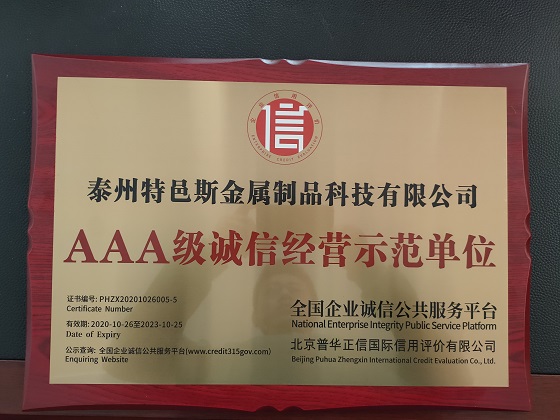 信
泰州特邑斯金属制品科技有限公司
AAA级诚信经营示范单位
证书编号: PHZX20201026005-5
Certificate Number
有效期: 2020-10-26至2023-10-25
Date of Expiry
公示查询: 全国企业诚信公共服务平台(www.credit315gov.com)
Enquiring Website
全国企业诚信公共服务平台
National Enterprise Integrity Public Service Platform
北京普华正信国际信用评价有限公司
Beijing Puhua Zhengxin International Credit Evaluation Co., Ltd.